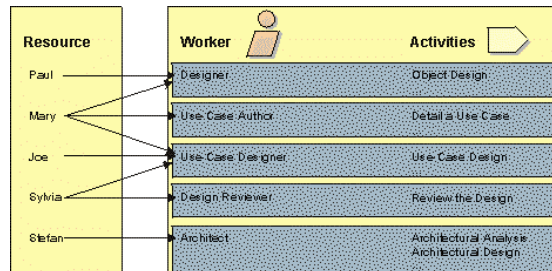 Resource Worker Activities
Paul Designer Object Design
Mary Use-Case Author Detail a Use Case
Joe Use-Case Designer Use-Case Design
Sylvia Design Reviewer Review the Design
Stefan Architect Architectural Analysis
Architectural Design